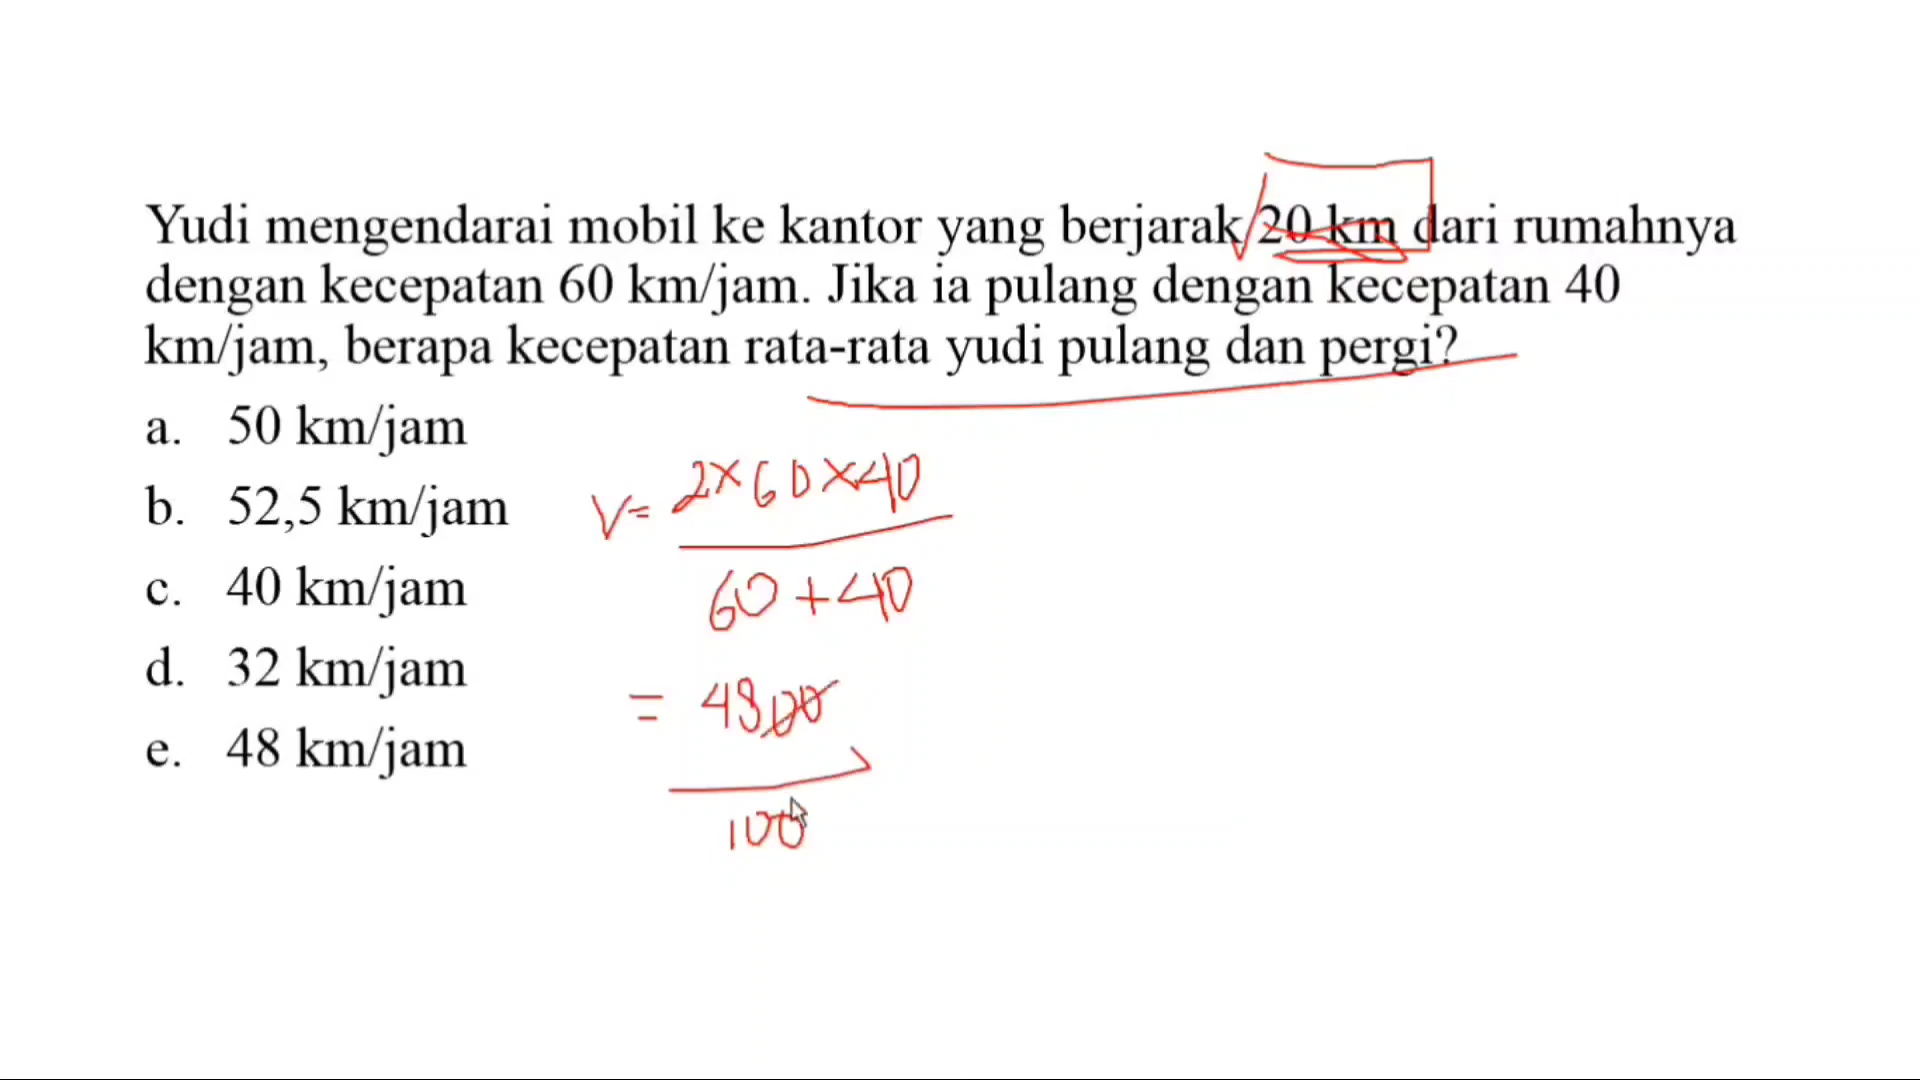 Yudi mengendarai mobil ke kantor yang berjarak 20 km dari rumahnya
dengan kecepatan 60 km/jam. Jika ia pulang dengan kecepatan 40
km/jam, berapa kecepatan rata-rata yudi pulang dan pergi?
a. 50 km/jam
b. 52,5 km/jam
c. 40 km/jam
d. 32 km/jam
e. 48 km/jam
V = 2×60×40
60+40
= 4800
100